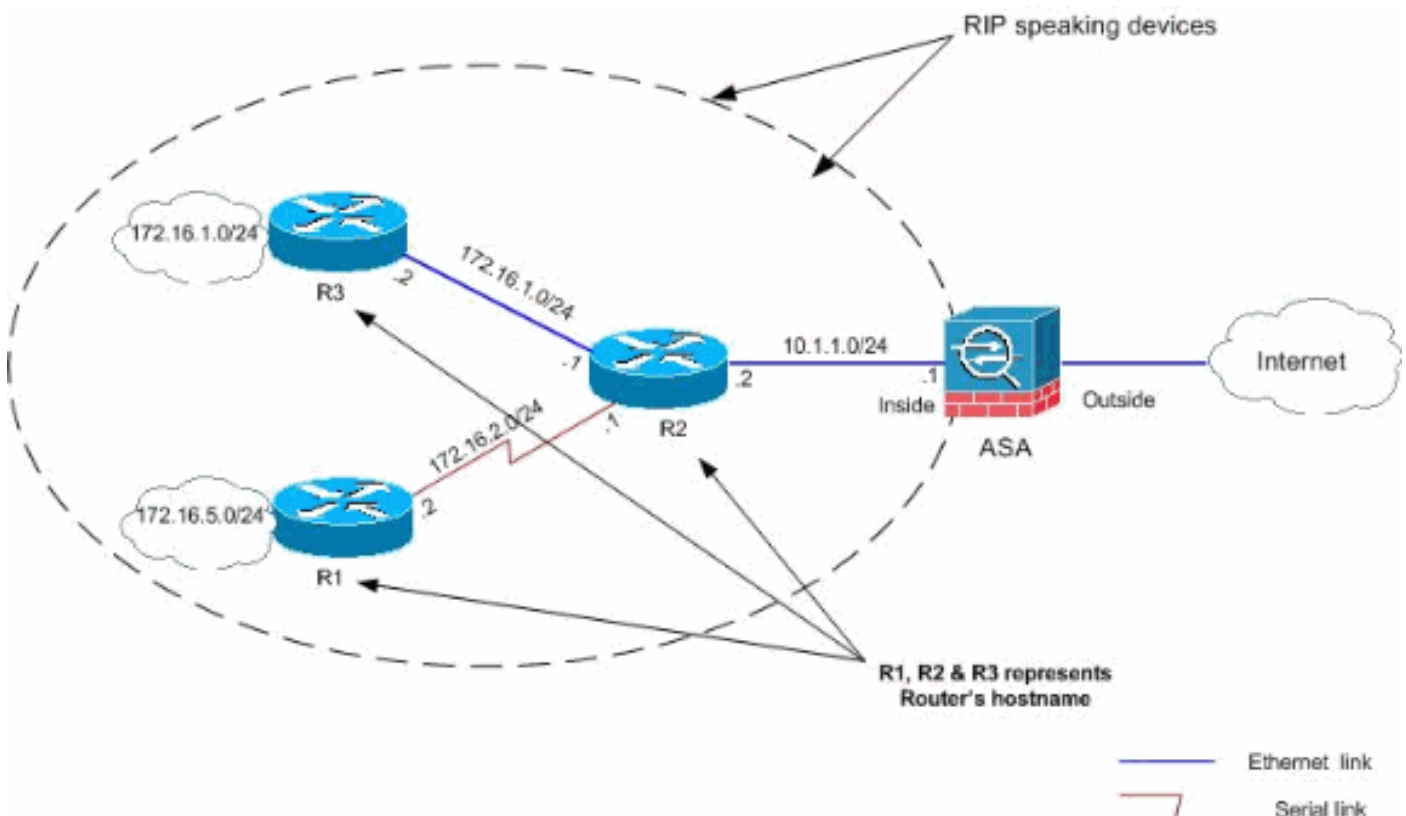 RIP speaking devices
172.16.1.0/24
R3
.2
172.16.1.0/24
.1
R2
.2
10.1.1.0/24
.1
Inside
Outside
ASA
Internet
172.16.2.0/24
.1
172.16.5.0/24
.2
R1
R1, R2 & R3 represents
Router's hostname
Ethernet link
Serial link